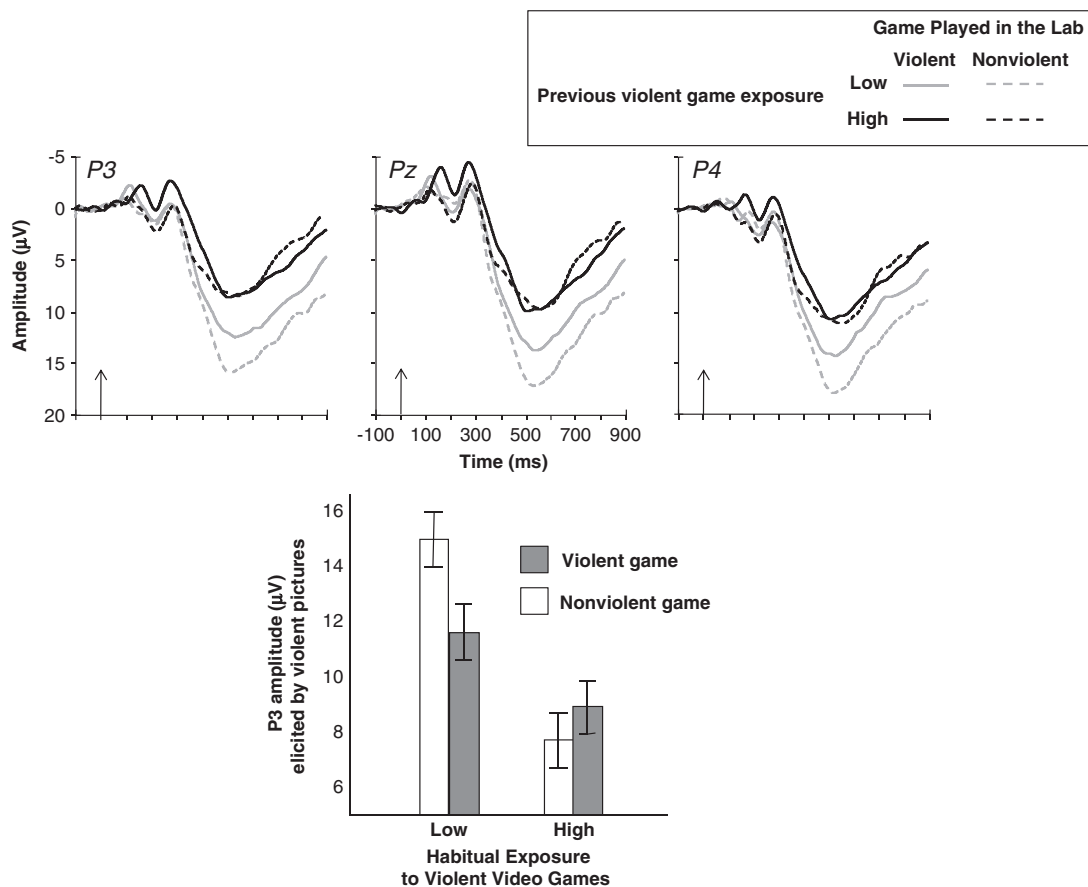 Game Played in the Lab
Violent Nonviolent
Previous violent game exposure
Low
High
P3
Pz
P4
Amplitude (µV)
-5
0
5
10
15
20
-100 100 300 500 700 900
Time (ms)
P3 amplitude (µV)
elicited by violent pictures
16
14
12
10
8
6
Violent game
Nonviolent game
Low High
Habitual Exposure
to Violent Video Games